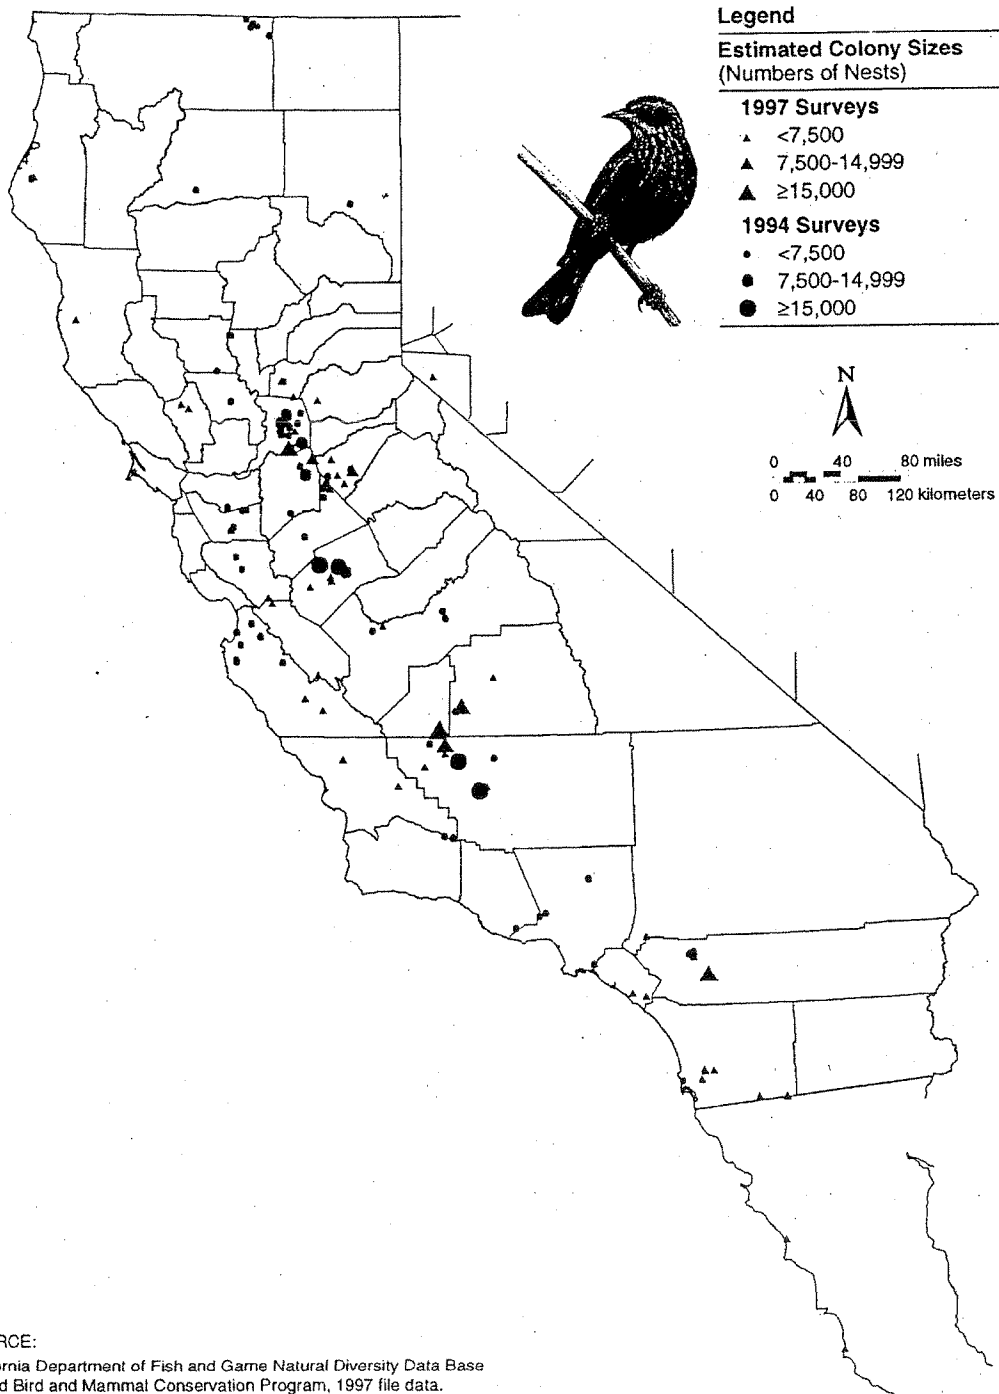 Legend
Estimated Colony Sizes
(Numbers of Nests)
1997 Surveys
<7,500
7,500-14,999
≥15,000
1994 Surveys
<7,500
7,500-14,999
≥15,000
N
0 40 80 miles
0 40 80 120 kilometers
RCE:
rnia Department of Fish and Game Natural Diversity Data Base
d Bird and Mammal Conservation Program, 1997 file data.